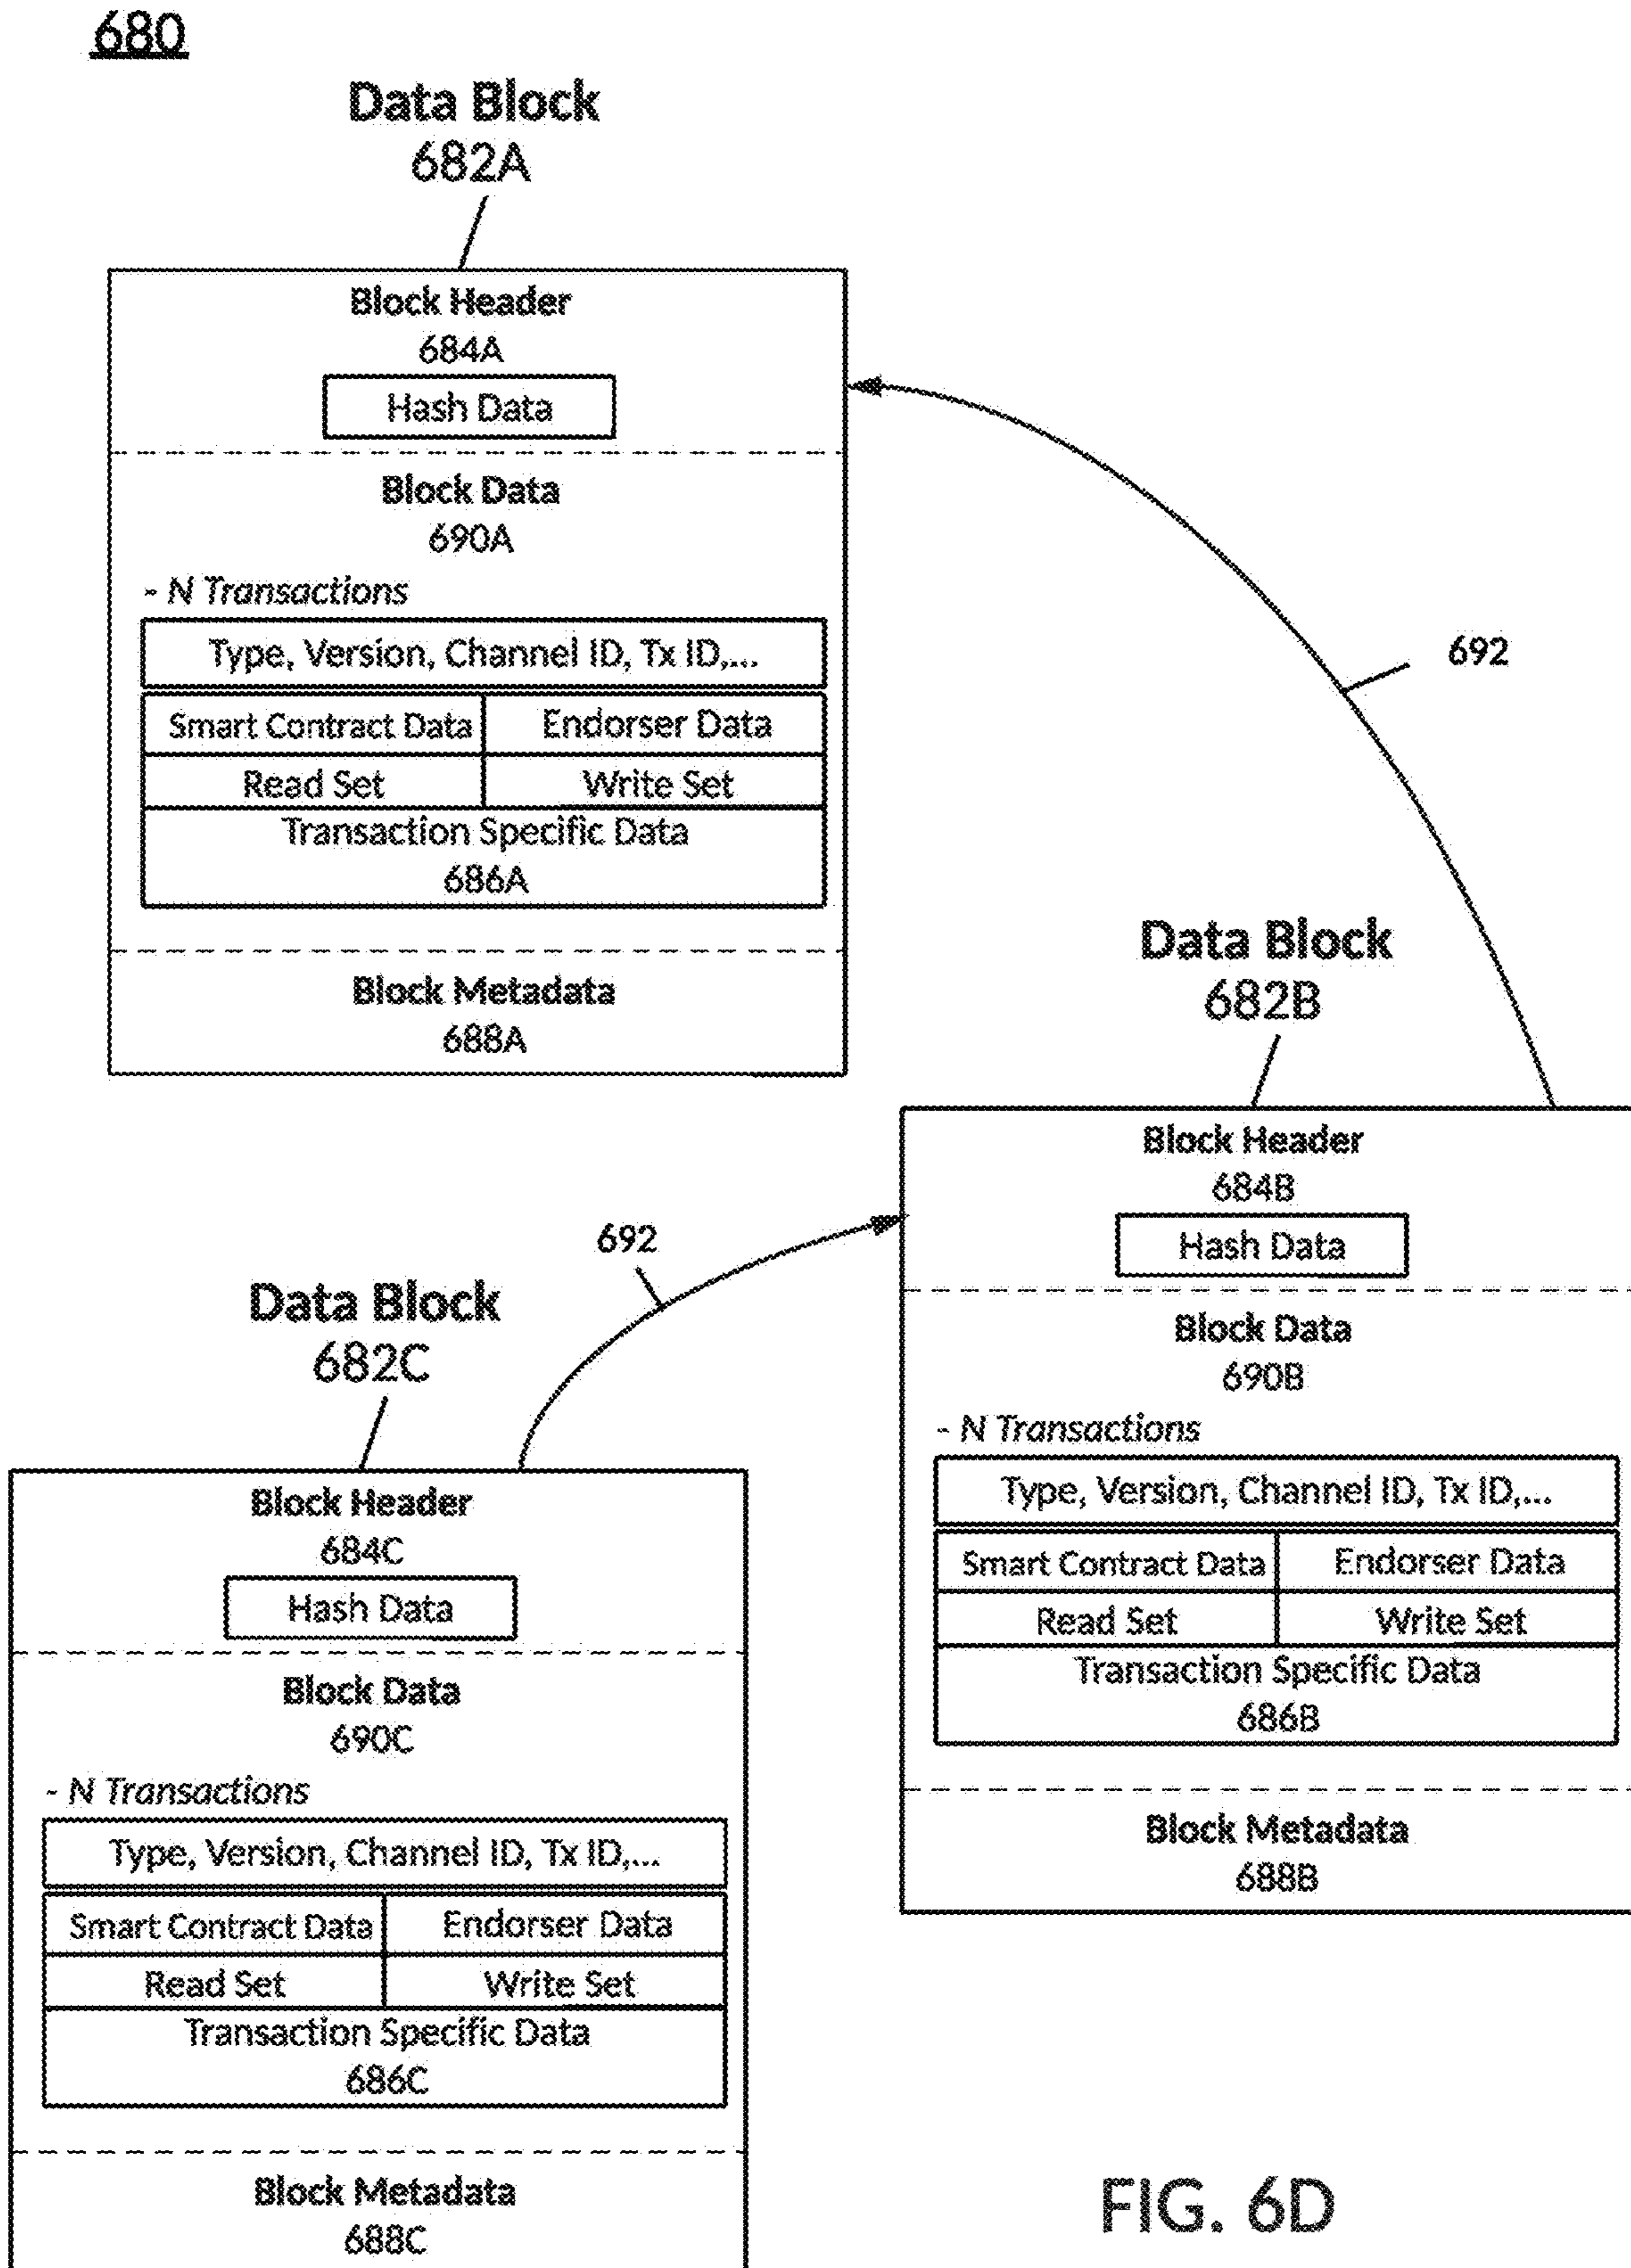 680
Data Block
682A
Block Header
684A
Hash Data
Block Data
690A
- N Transactions
Type, Version, Channel ID, Tx ID,...
Smart Contract Data Endorser Data
Read Set Write Set
Transaction Specific Data
686A
Block Metadata
688A
692
Data Block
682B
Block Header
684B
Hash Data
Block Data
690B
- N Transactions
Type, Version, Channel ID, Tx ID,...
Smart Contract Data Endorser Data
Read Set Write Set
Transaction Specific Data
686B
Block Metadata
688B
692
Data Block
682C
Block Header
684C
Hash Data
Block Data
690C
- N Transactions
Type, Version, Channel ID, Tx ID,...
Smart Contract Data Endorser Data
Read Set Write Set
Transaction Specific Data
686C
Block Metadata
688C
FIG. 6D